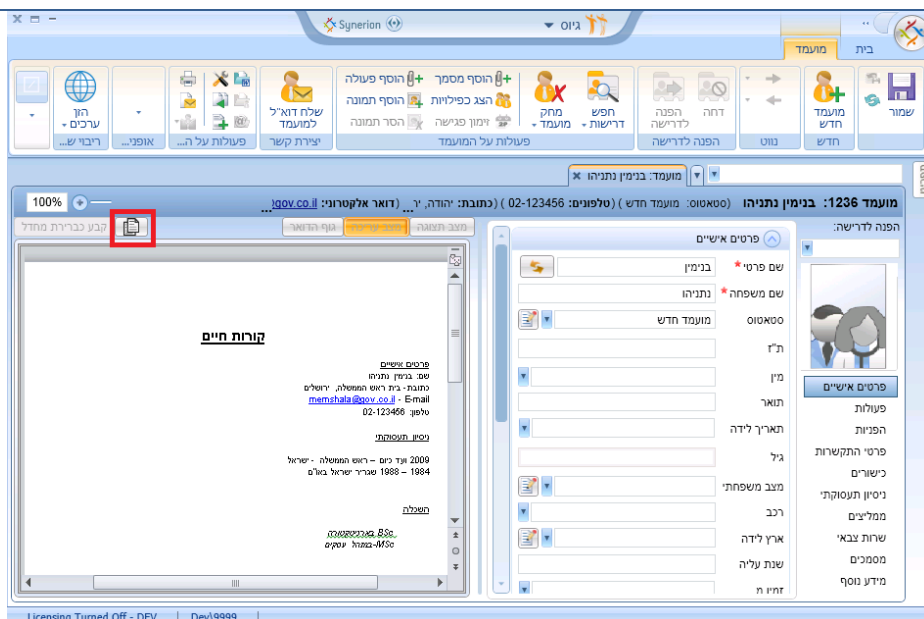 Synerion
גיוס
בית
מועמד
שמור
מועמד חדש
חדש
נווט
דחה
הפנה לדרישה
הפנה לדרישה
חפש דרישות
מחק מועמד
הוסף מסמך
הצג כפילויות
זימון פגישה
הוסף פעולה
הוסף תמונה
הסר תמונה
פעולות על המועמד
שלח דוא"ל למועמד
יצירת קשר
פעולות על ה...
אופני...
הון ערכים
ריבוי ש...
מועמד: בנימין נתניהו
מועמד 1236: בנימין נתניהו (סטאטוס: מועמד חדש ) (טלפונים: 02-123456 ) (כתובת: יהודה, יר... (דואר אלקטרוני: gov.co.il...
100%
הפנה לדרישה:
מצב תצוגה
מצב עריכה
גוף הדואר
קבע כברירת מחדל
פרטים אישיים
שם פרטי *
בנימין
שם משפחה *
נתניהו
סטאטוס
מועמד חדש
ת"ז
מין
תואר
תאריך לידה
גיל
מצב משפחתי
רכב
ארץ לידה
שנת עליה
פרטים אישיים
פעולות
הפניות
פרטי התקשרות
כישורים
ניסיון תעסוקתי
ממליצים
שרות צבאי
מסמכים
מידע נוסף
קורות חיים
פרטים אישיים
שם: בנימין נתניהו
כתובת- בית ראש הממשלה, ירושלים
memshala@gov.co.il - E-mail
טלפון: 02-123456
ניסיון תעסוקתי
2009 ועד כיום – ראש הממשלה - ישראל
1984 – 1988 שגריר ישראל באו"ם
השכלה
BSc בארכיטקטורה
MSc-במנהל עסקים
Licensing Turned Off - DEV
Dev\9999